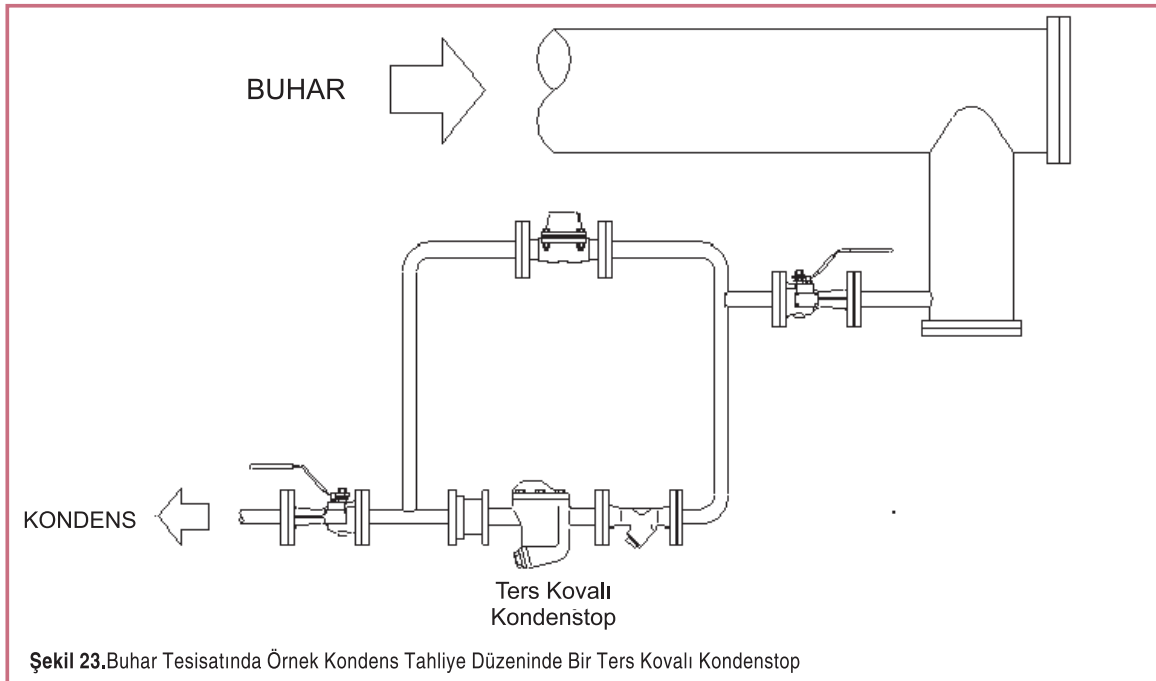 BUHAR
KONDENS
Ters Kovalı
Kondenstop
Şekil 23.Buhar Tesisatında Örnek Kondens Tahliye Düzeninde Bir Ters Kovalı Kondenstop